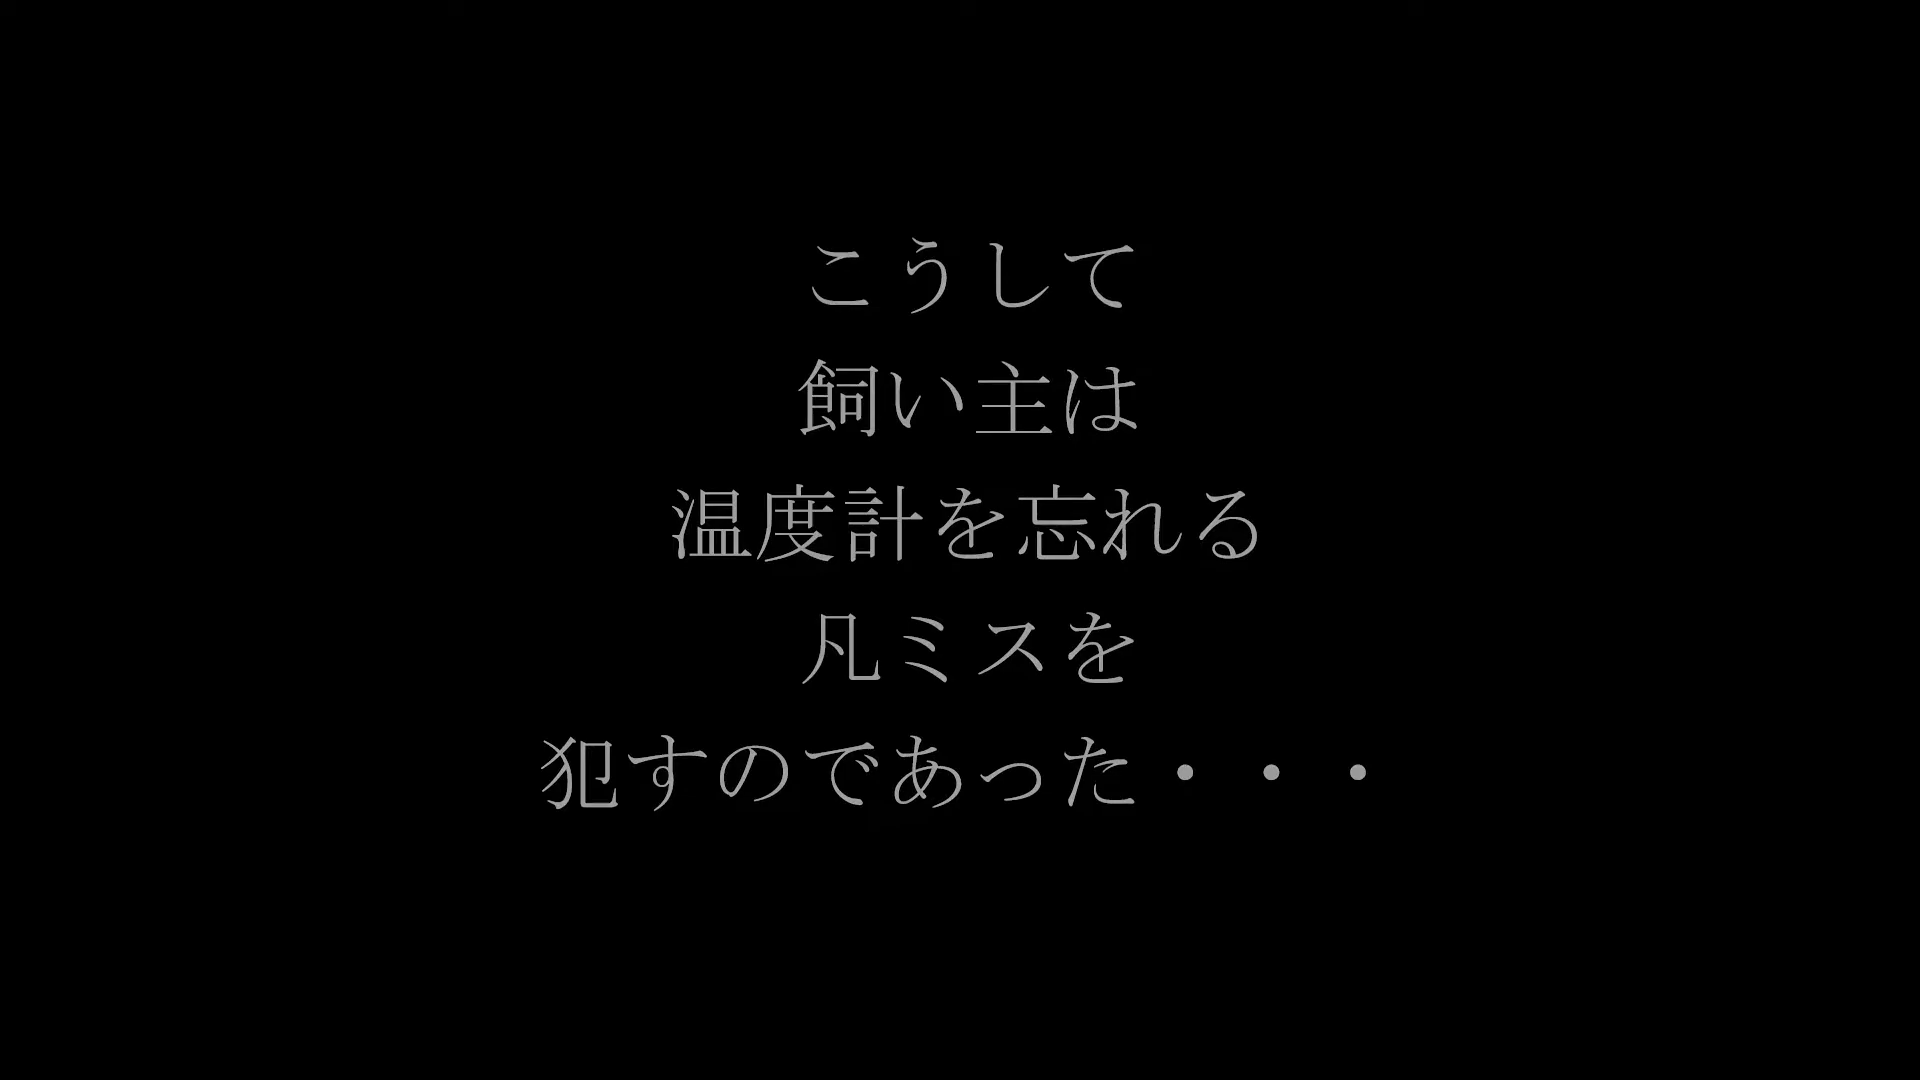 こうして
飼い主は
温度計を忘れる
凡ミスを
犯すのであった・・・